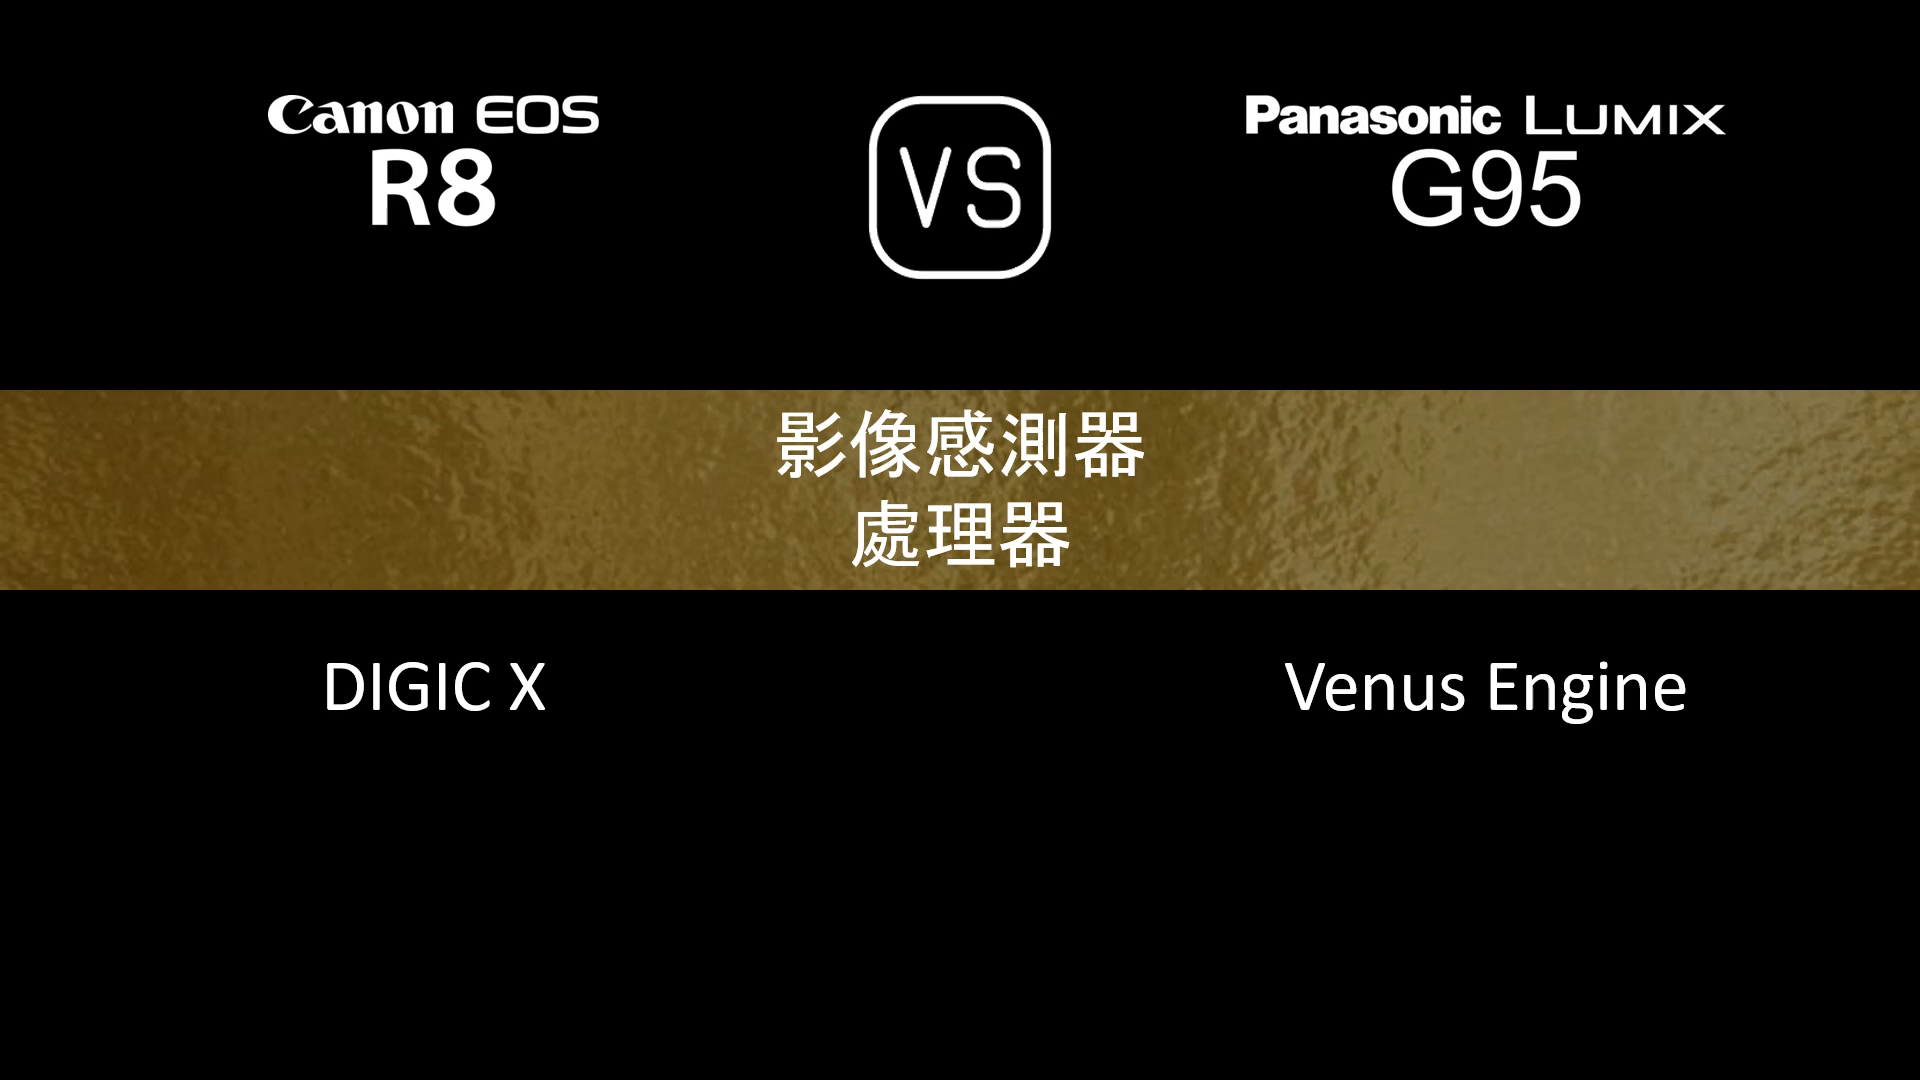 Canon EOS
R8
VS
Panasonic LUMIX
G95
影像感測器
處理器
DIGIC X
Venus Engine